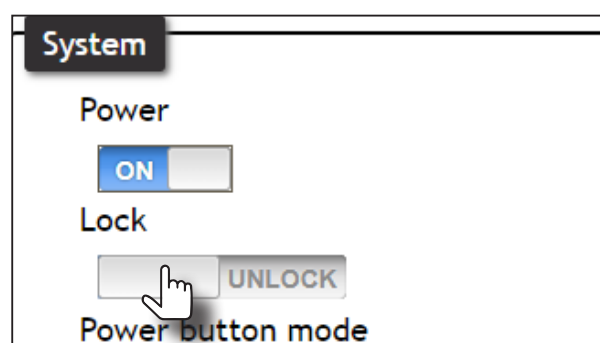 System
Power
ON
Lock
UNLOCK
Power button mode